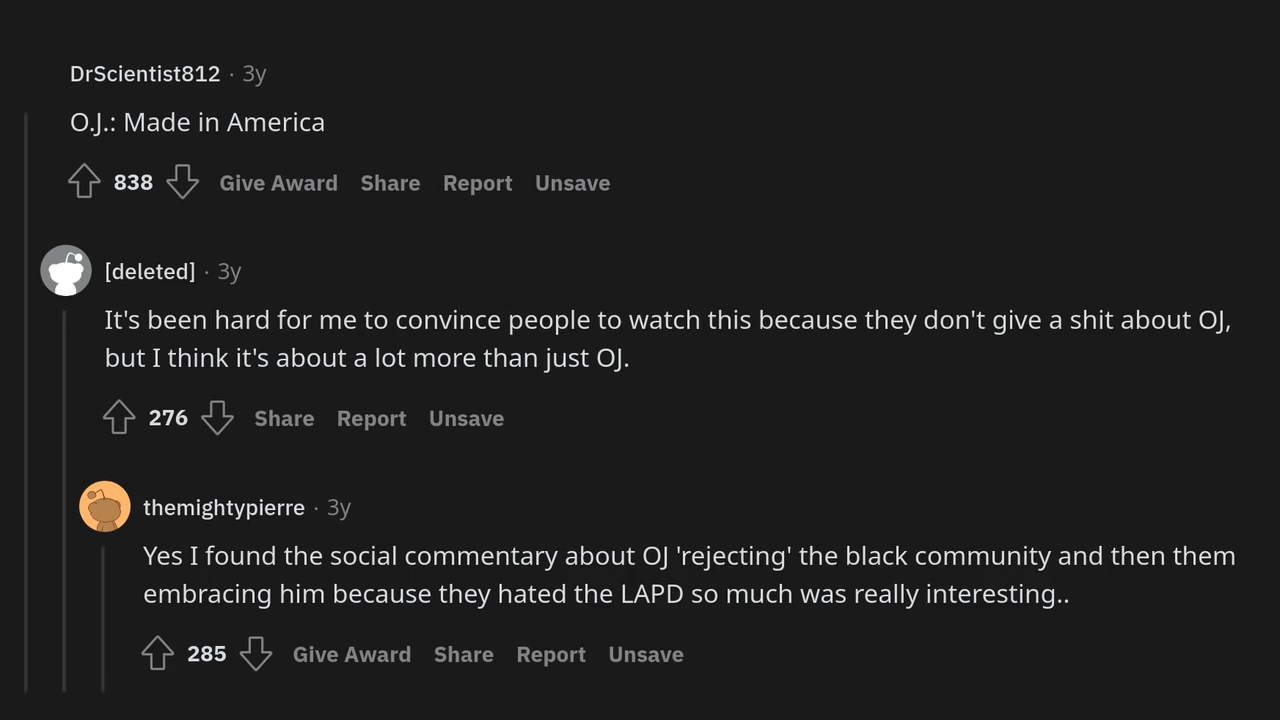 DrScientist812 · 3y
O.J.: Made in America
838 Give Award Share Report Unsave
[deleted] · 3y
It's been hard for me to convince people to watch this because they don't give a shit about OJ,
but I think it's about a lot more than just OJ.
276 Share Report Unsave
themightypierre · 3y
Yes I found the social commentary about OJ 'rejecting' the black community and then them
embracing him because they hated the LAPD so much was really interesting..
285 Give Award Share Report Unsave